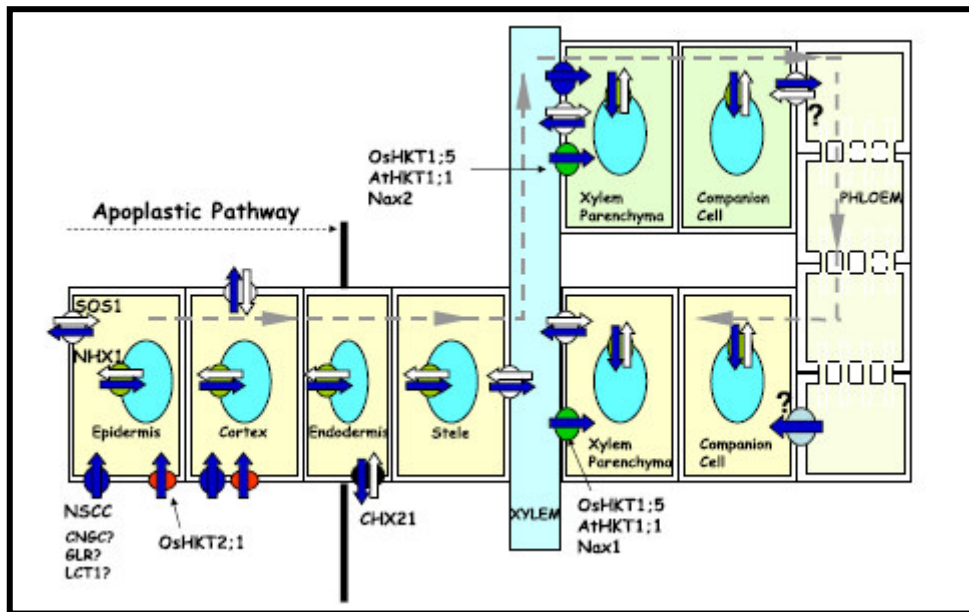 OsHKT1;5
AtHKT1;1
Nax2
Xylem
Parenchyma
Companion
Cell
?
PHLOEM
Apoplastic Pathway
SOS1
NHX1
Epidermis
Cortex
Endodermis
Stele
Xylem
Parenchyma
Companion
Cell
?
XYLEM
NSCC
CNGC?
GLR?
LCT1?
OsHKT2;1
CHX21
OsHKT1;5
AtHKT1;1
Nax1